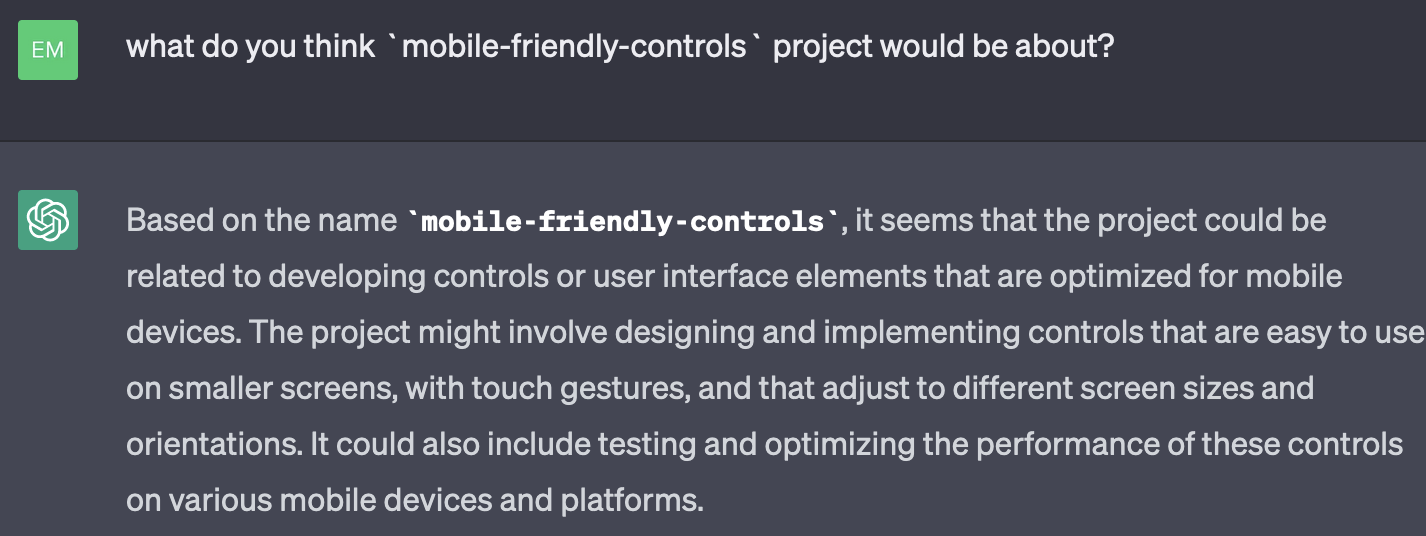 EM
what do you think `mobile-friendly-controls` project would be about?
Based on the name `mobile-friendly-controls`, it seems that the project could be
related to developing controls or user interface elements that are optimized for mobile
devices. The project might involve designing and implementing controls that are easy to use
on smaller screens, with touch gestures, and that adjust to different screen sizes and
orientations. It could also include testing and optimizing the performance of these controls
on various mobile devices and platforms.